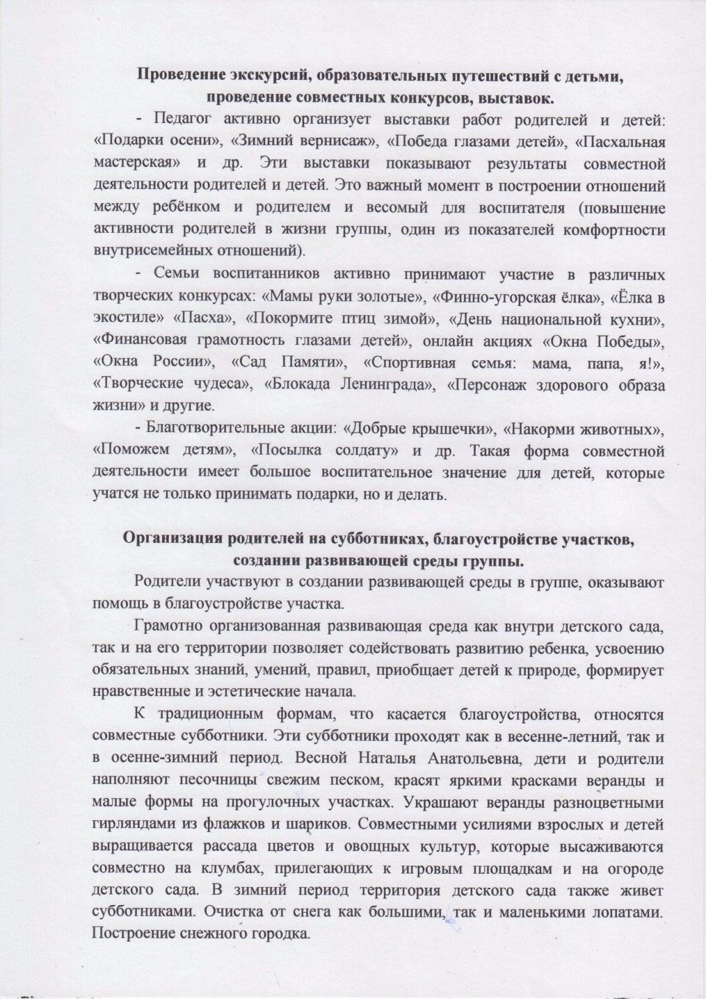 Проведение экскурсий, образовательных путешествий с детьми,
проведение совместных конкурсов, выставок.
- Педагог активно организует выставки работ родителей и детей:
«Подарки осени», «Зимний вернисаж», «Победа глазами детей», «Пасхальная
мастерская» и др. Эти выставки показывают результаты совместной
деятельности родителей и детей. Это важный момент в построении отношений
между ребёнком и родителем и весомый для воспитателя (повышение
активности родителей в жизни группы, один из показателей комфортности
внутрисемейных отношений).
- Семьи воспитанников активно принимают участие в различных
творческих конкурсах: «Мамы руки золотые», «Финно-угорская ёлка», «Ёлка в
экостиле» «Пасха», «Покормите птиц зимой», «День национальной кухни»,
«Финансовая грамотность глазами детей», онлайн акциях «Окна Победы»,
«Окна России», «Сад Памяти», «Спортивная семья: мама, папа, я!»,
«Творческие чудеса», «Блокада Ленинграда», «Персонаж здорового образа
жизни» и другие.
- Благотворительные акции: «Добрые крышечки», «Накорми животных»,
«Поможем детям», «Посылка солдату» и др. Такая форма совместной
деятельности имеет большое воспитательное значение для детей, которые
учатся не только принимать подарки, но и делать.
Организация родителей на субботниках, благоустройстве участков,
создании развивающей среды группы.
Родители участвуют в создании развивающей среды в группе, оказывают
помощь в благоустройстве участка.
Грамотно организованная развивающая среда как внутри детского сада,
так и на его территории позволяет содействовать развитию ребенка, усвоению
обязательных знаний, умений, правил, приобщает детей к природе, формирует
нравственные и эстетические начала.
К традиционным формам, что касается благоустройства, относятся
совместные субботники. Эти субботники проходят как в весенне-летний, так и
в осенне-зимний период. Весной Наталья Анатольевна, дети и родители
наполняют песочницы свежим песком, красят яркими красками веранды и
малые формы на прогулочных участках. Украшают веранды разноцветными
гирляндами из флажков и шариков. Совместными усилиями взрослых и детей
выращивается рассада цветов и овощных культур, которые высаживаются
совместно на клумбах, прилегающих к игровым площадкам и на огороде
детского сада. В зимний период территория детского сада также живет
субботниками. Очистка от снега как большими, так и маленькими лопатами.
Построение снежного городка.